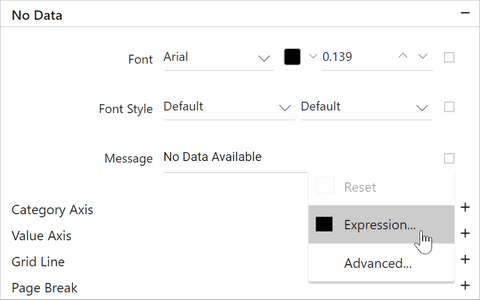 No Data
Font Arial 0.139
Font Style Default Default
Message No Data Available
Reset
Category Axis
Expression...
Value Axis
Grid Line
Advanced...
Page Break